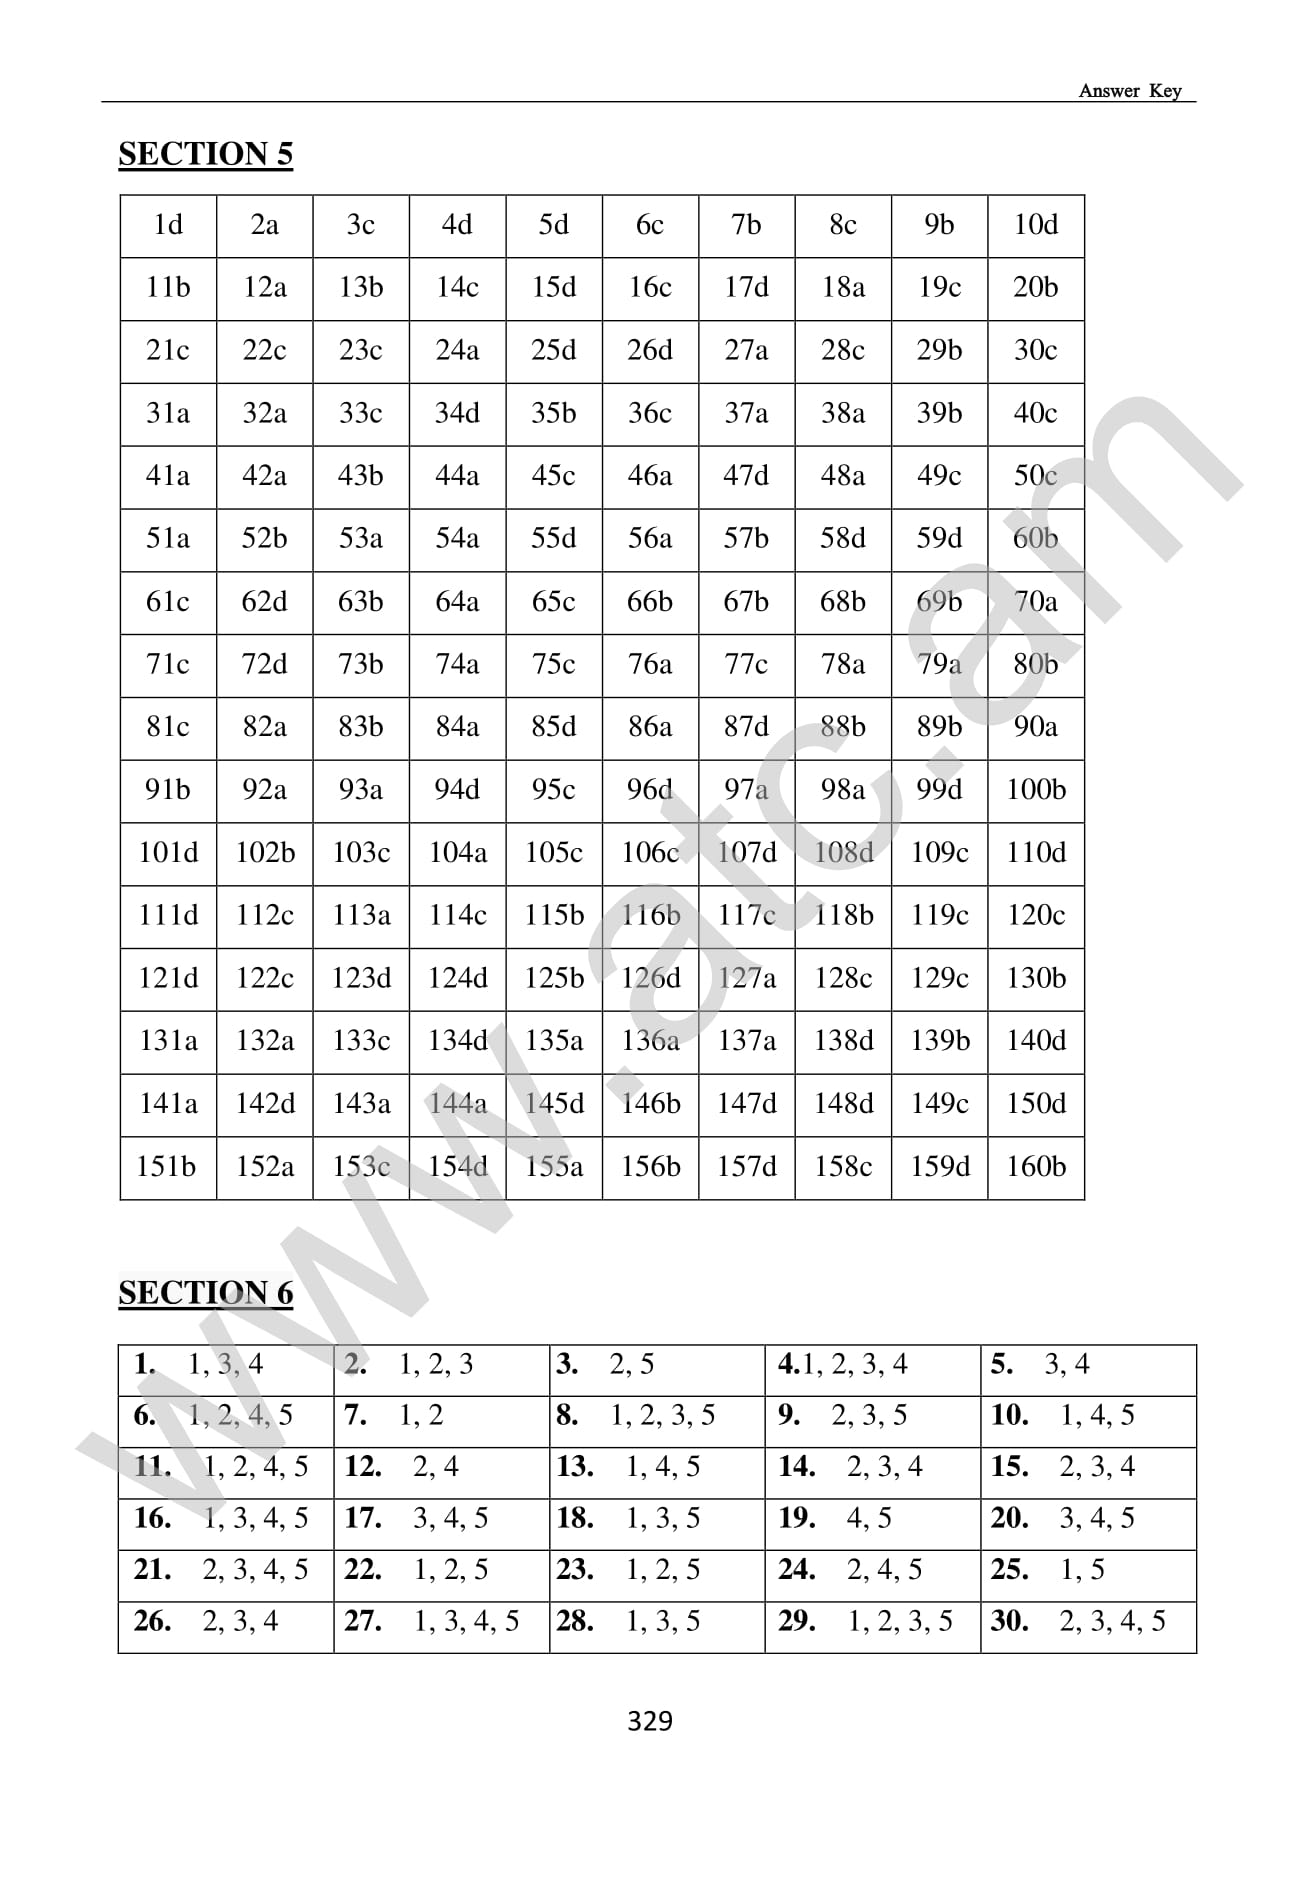 Answer Key
SECTION 5
1d 2a 3c 4d 5d 6c 7b 8c 9b 10d
11b 12a 13b 14c 15d 16c 17d 18a 19c 20b
21c 22c 23c 24a 25d 26d 27a 28c 29b 30c
31a 32a 33c 34d 35b 36c 37a 38a 39b 40c
41a 42a 43b 44a 45c 46a 47d 48a 49c 50c
51a 52b 53a 54a 55d 56a 57b 58d 59d 60b
61c 62d 63b 64a 65c 66b 67b 68b 69b 70a
71c 72d 73b 74a 75c 76a 77c 78a 79a 80b
81c 82a 83b 84a 85d 86a 87d 88b 89b 90a
91b 92a 93a 94d 95c 96d 97a 98a 99d 100b
101d 102b 103c 104a 105c 106c 107d 108d 109c 110d
111d 112c 113a 114c 115b 116b 117c 118b 119c 120c
121d 122c 123d 124d 125b 126d 127a 128c 129c 130b
131a 132a 133c 134d 135a 136a 137a 138d 139b 140d
141a 142d 143a 144a 145d 146b 147d 148d 149c 150d
151b 152a 153c 154d 155a 156b 157d 158c 159d 160b
SECTION 6
1. 1, 3, 4 2. 1, 2, 3 3. 2, 5 4.1, 2, 3, 4 5. 3, 4
6. 1, 2, 4, 5 7. 1, 2 8. 1, 2, 3, 5 9. 2, 3, 5 10. 1, 4, 5
11. 1, 2, 4, 5 12. 2, 4 13. 1, 4, 5 14. 2, 3, 4 15. 2, 3, 4
16. 1, 3, 4, 5 17. 3, 4, 5 18. 1, 3, 5 19. 4, 5 20. 3, 4, 5
21. 2, 3, 4, 5 22. 1, 2, 5 23. 1, 2, 5 24. 2, 4, 5 25. 1, 5
26. 2, 3, 4 27. 1, 3, 4, 5 28. 1, 3, 5 29. 1, 2, 3, 5 30. 2, 3, 4, 5
329
www.atc.am